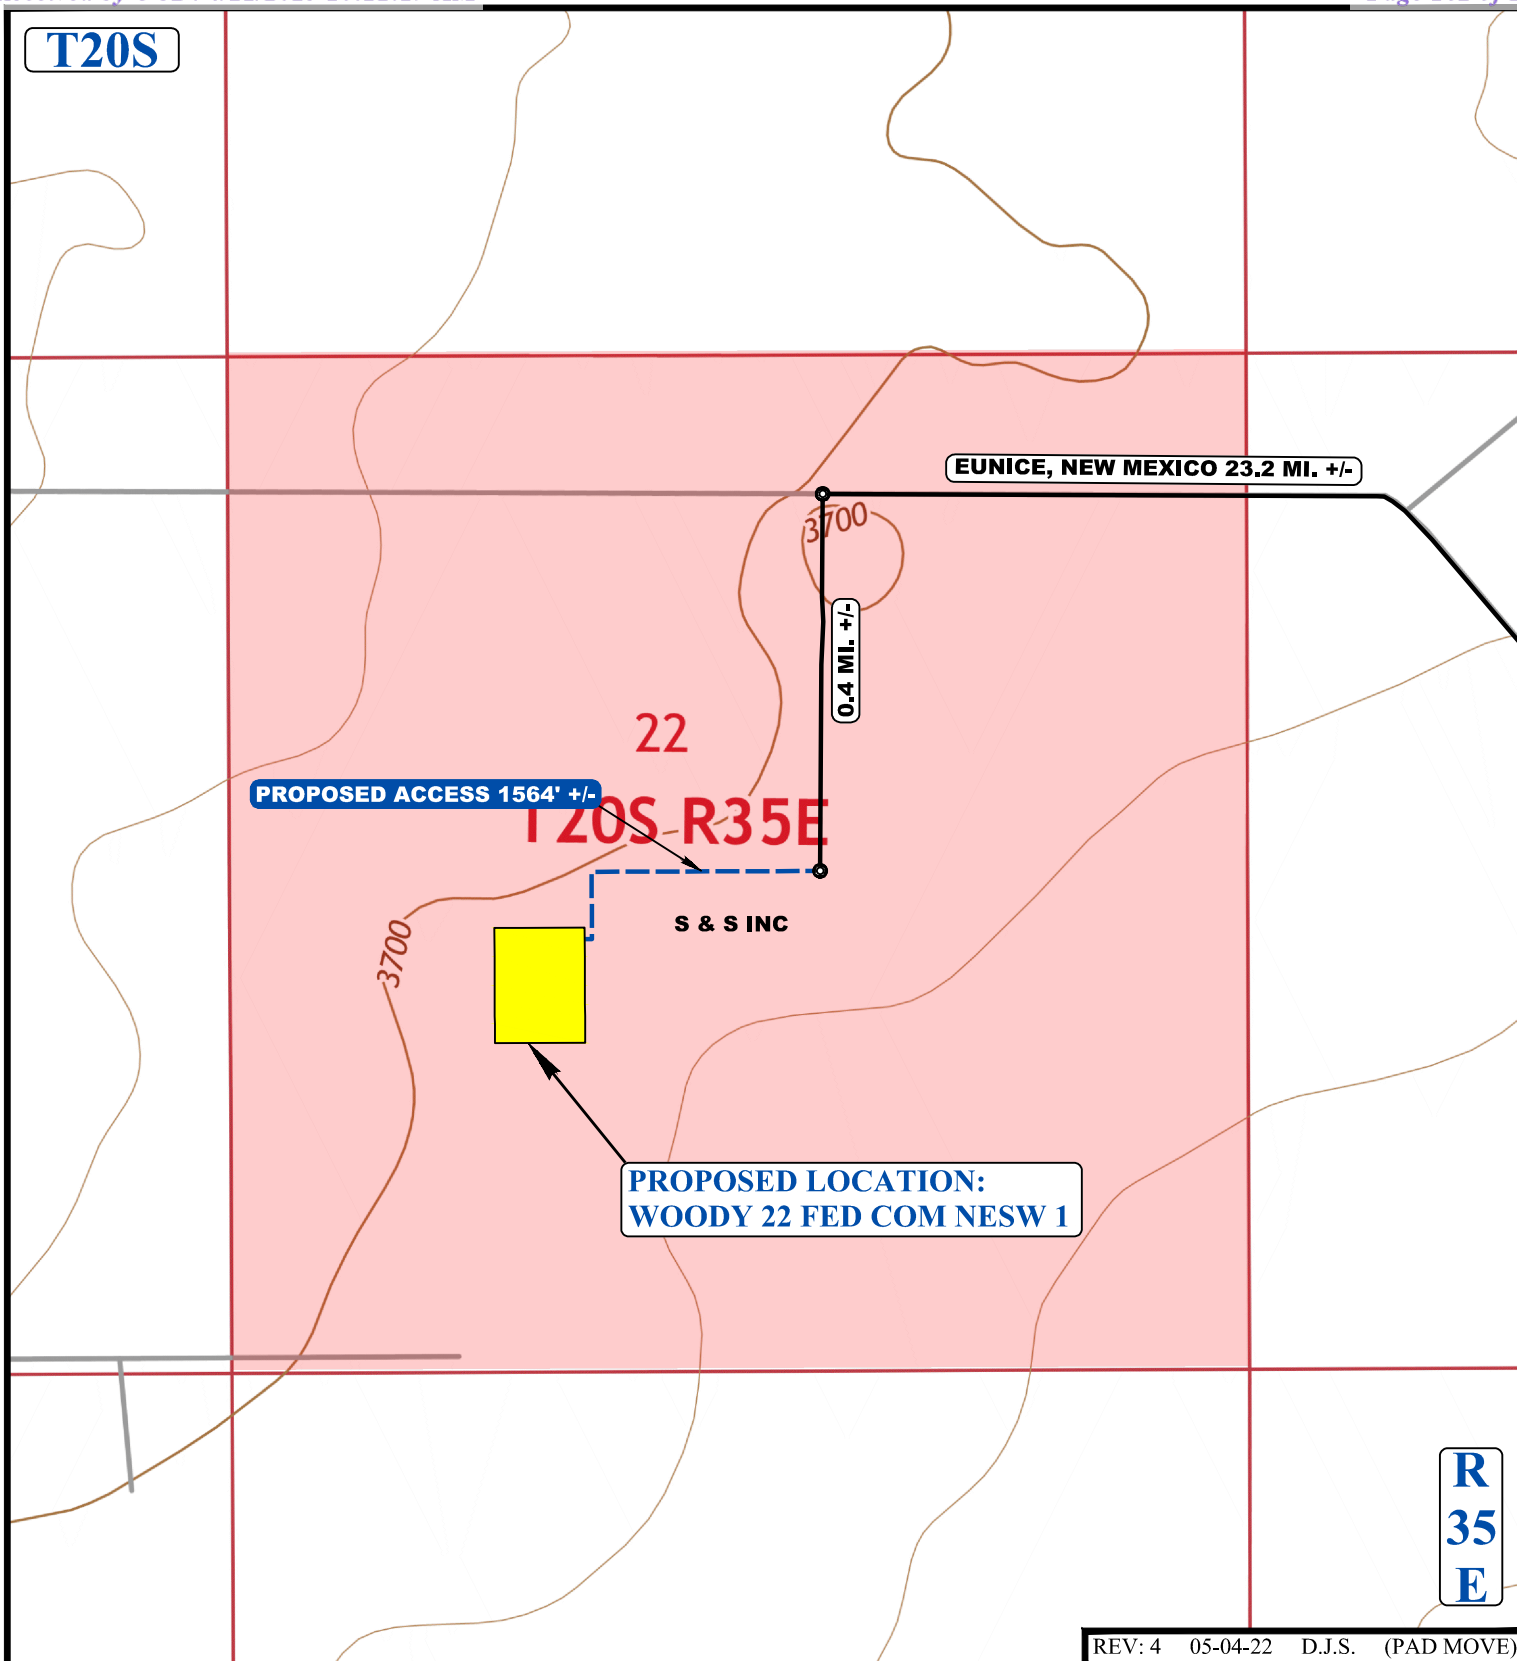 T20S
EUNICE, NEW MEXICO 23.2 MI. +/-
3700
0.4 MI. +/-
22
PROPOSED ACCESS 1564' +/-
T20S R35E
S & S INC
3700
PROPOSED LOCATION:
WOODY 22 FED COM NESW 1
R
35
E
REV: 4 05-04-22 D.J.S. (PAD MOVE)